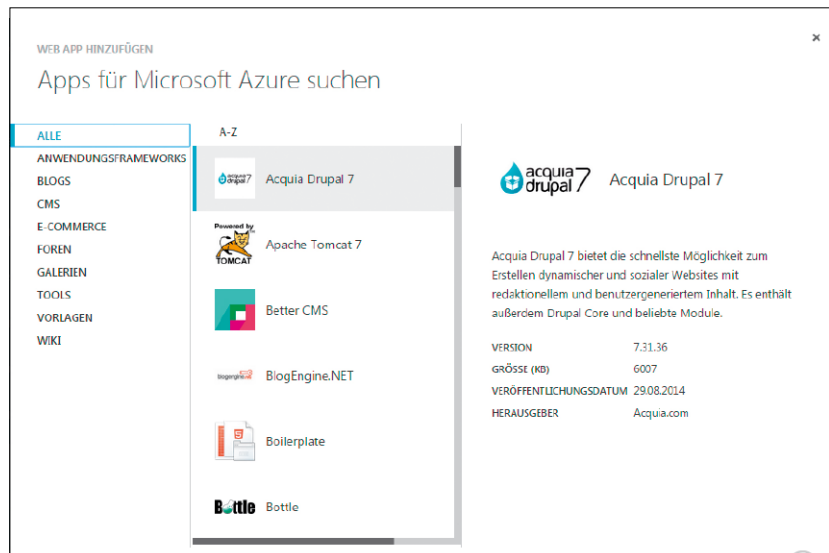 ×
WEB APP HINZUFÜGEN
Apps für Microsoft Azure suchen
ALLE
ANWENDUNGSFRAMEWORKS
BLOGS
CMS
E-COMMERCE
FOREN
GALERIEN
TOOLS
VORLAGEN
WIKI
A-Z
acquia drupal 7 Acquia Drupal 7
Powered by
TOMCAT
Apache Tomcat 7
Better CMS
BlogEngine.NET
5
Boilerplate
Bottle Bottle
acquia
drupal 7
Acquia Drupal 7
Acquia Drupal 7 bietet die schnellste Möglichkeit zum
Erstellen dynamischer und sozialer Websites mit
redaktionellem und benutzergeneriertem Inhalt. Es enthält
außerdem Drupal Core und beliebte Module.
VERSION 7.31.36
GRÖSSE (KB) 6007
VERÖFFENTLICHUNGSDATUM 29.08.2014
HERAUSGEBER Acquia.com